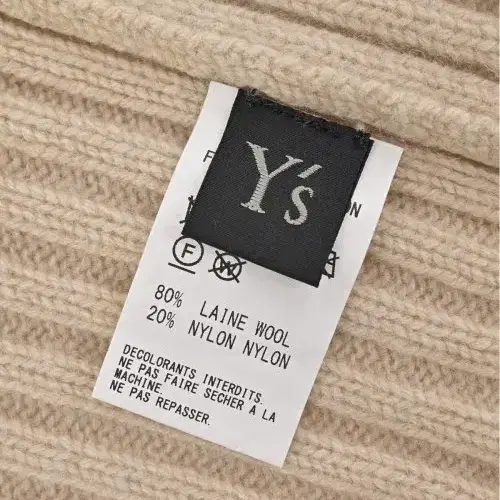 Y's
F
W
80% LAINE WOOL
20% NYLON NYLON
DECOLORANTS INTERDITS.
NE PAS FAIRE SECHER A LA
MACHINE.
NE PAS REPASSER.